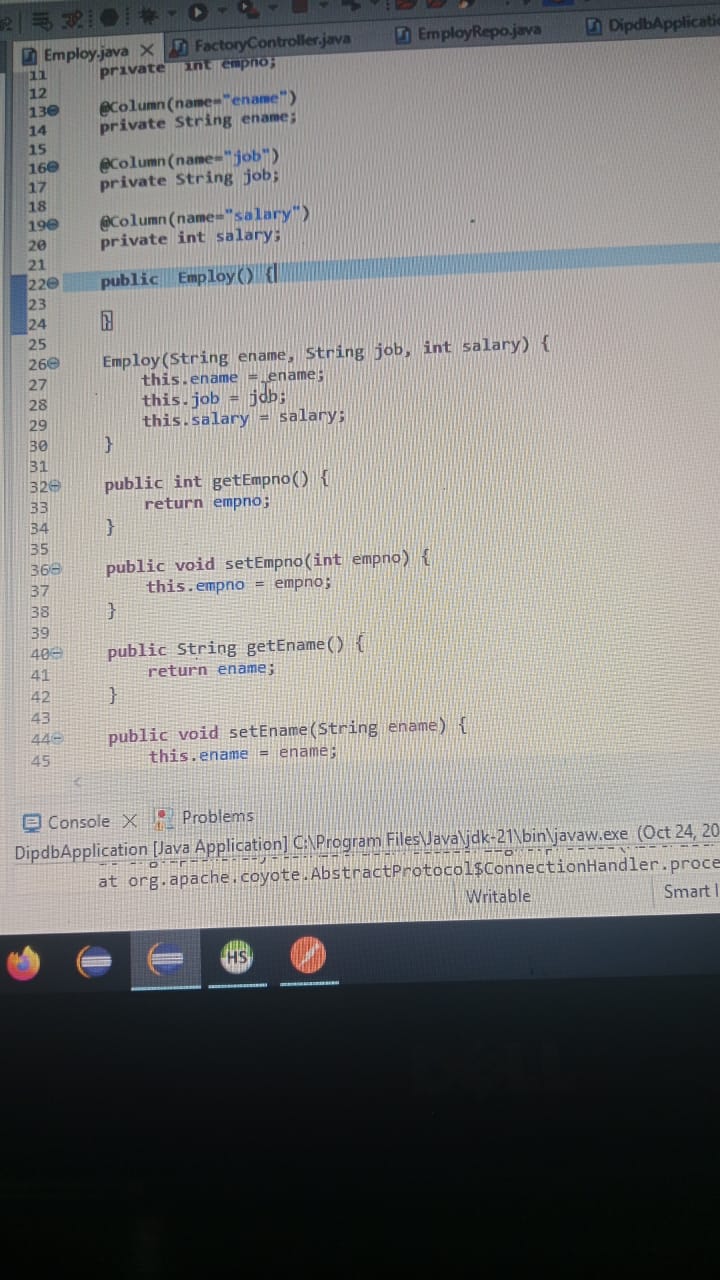 Employ.java FactoryController.java EmployRepo.java DipdbApplicatio
11 private int empno;
12
13 @Column(name="ename")
14 private String ename;
15
16 @Column(name="job")
17 private String job;
18
19 @Column(name="salary")
20 private int salary;
21
22 public Employ() {
23
24 }
25
26 Employ(String ename, String job, int salary) {
27 this.ename = ename;
28 this.job = job;
29 this.salary = salary;
30 }
31
32 public int getEmpno() {
33 return empno;
34 }
35
36 public void setEmpno(int empno) {
37 this.empno = empno;
38 }
39
40 public String getEname() {
41 return ename;
42 }
43
44 public void setEname(String ename) {
45 this.ename = ename;
Console Problems
DipdbApplication [Java Application] C:\Program Files\Java\jdk-21\bin\javaw.exe (Oct 24, 20
at org.apache.coyote.AbstractProtocol$ConnectionHandler.proce
Writable Smart I
HS